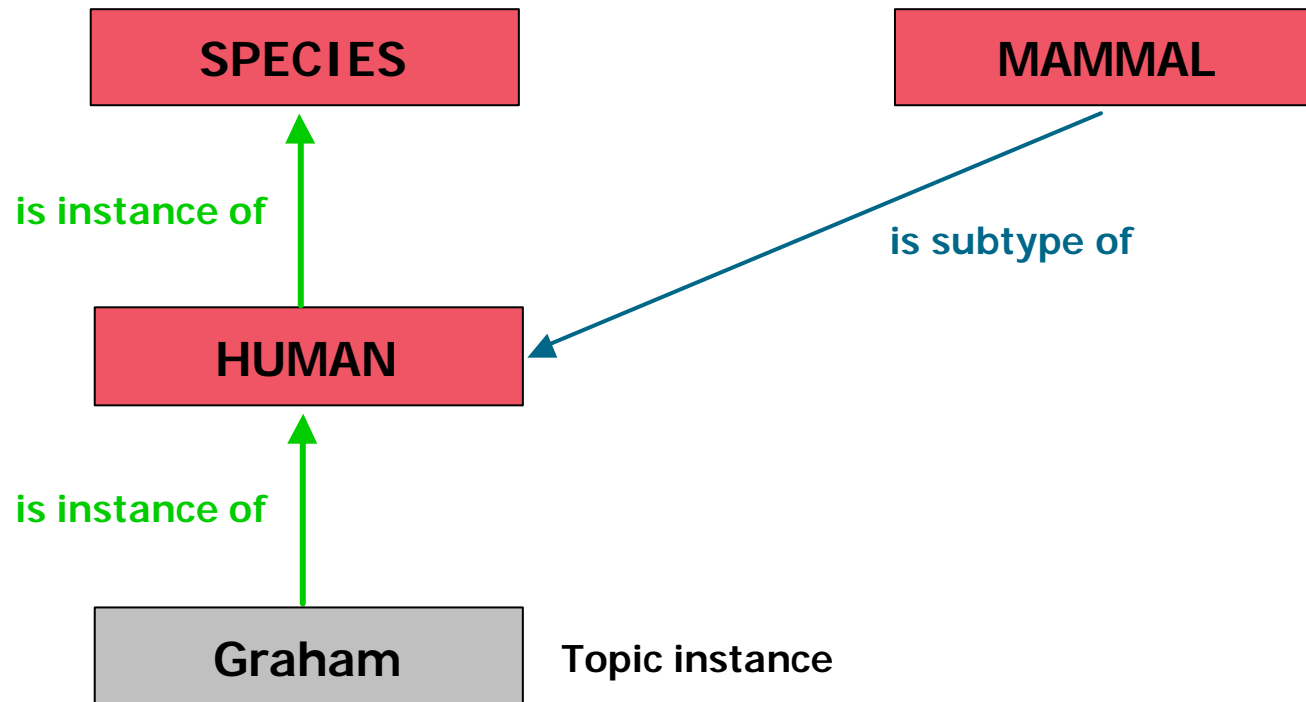 SPECIES
MAMMAL
is instance of
is subtype of
HUMAN
is instance of
Graham
Topic instance